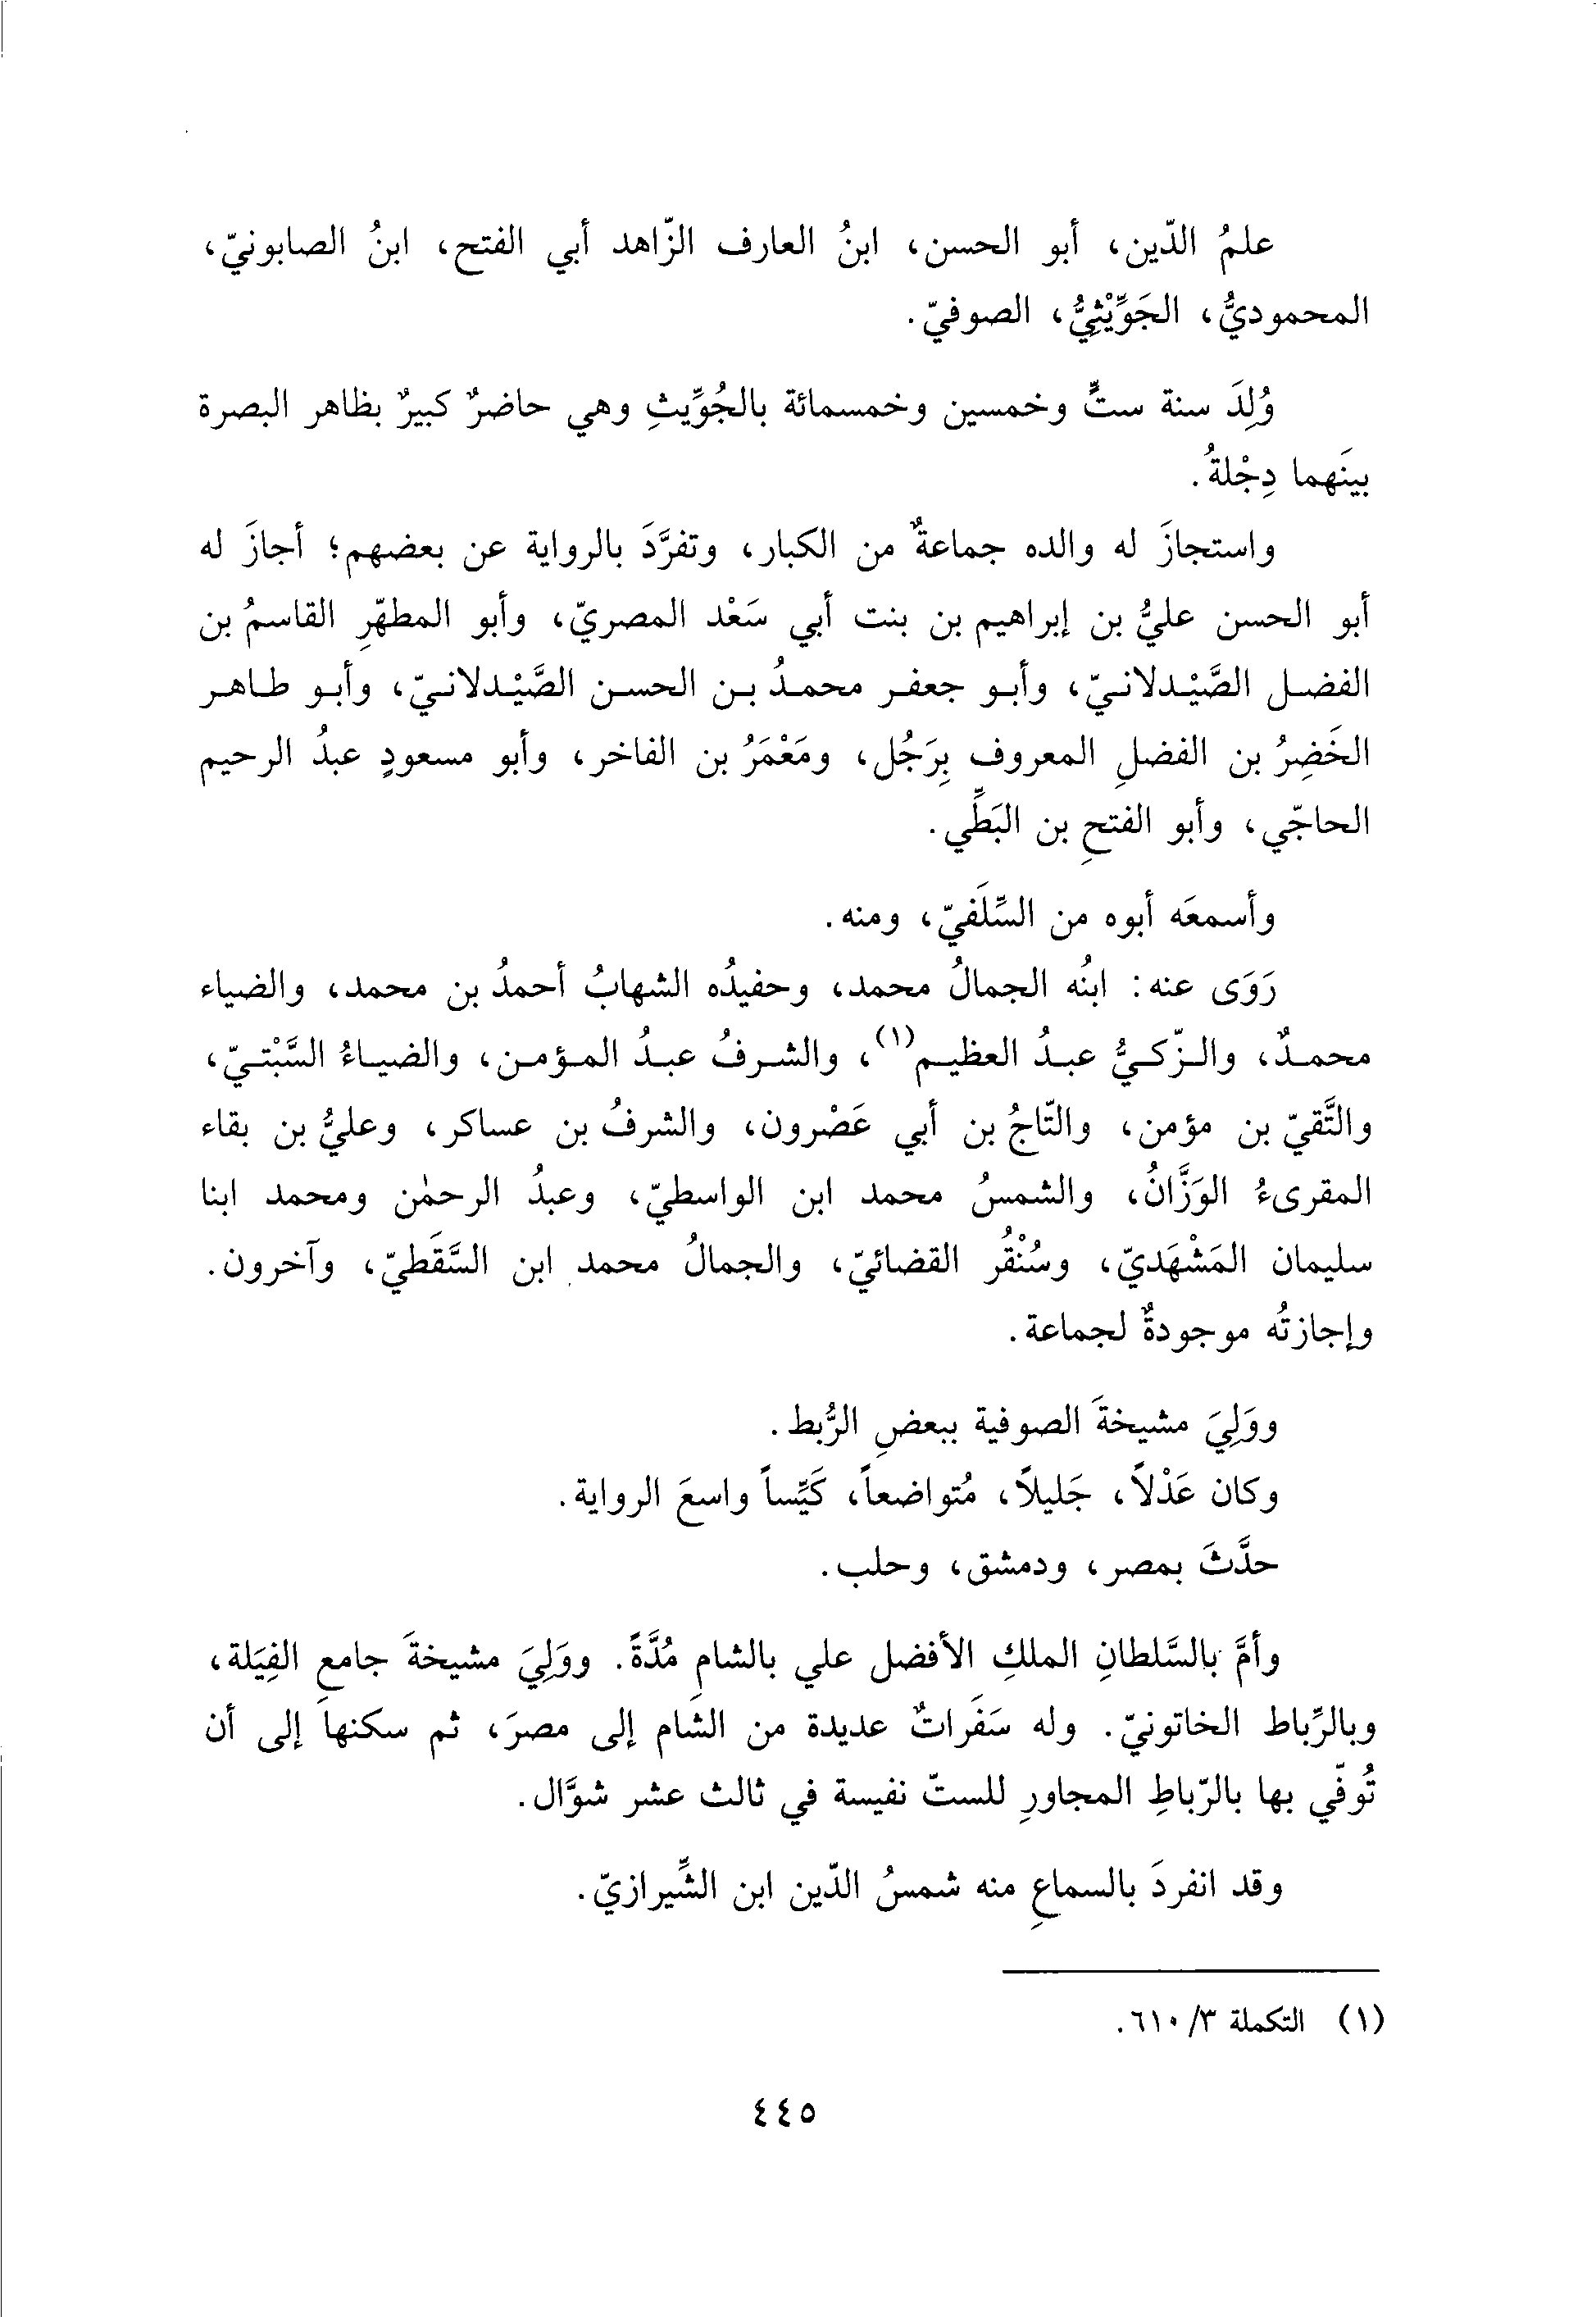 علمُ الدّين، أبو الحسن، ابنُ العارف الزّاهد أبي الفتح، ابنُ الصابونيّ،
المحموديُّ، الجَوِّيْثِيُّ، الصوفيّ.
وُلِدَ سنة ستٍّ وخمسين وخمسمائة بالجُوِّيثِ وهي حاضرٌ كبيرٌ بظاهر البصرة
بينَهما دِجْلةُ.
واستجازَ له والده جماعةٌ من الكبار، وتفرَّدَ بالرواية عن بعضهم؛ أجازَ له
أبو الحسن عليُّ بن إبراهيم بن بنت أبي سَعْد المصريّ، وأبو المطهّرِ القاسمُ بن
الفضل الصَّيْدلانيّ، وأبو جعفر محمدُ بن الحسن الصَّيْدلانيّ، وأبو طاهر
الخَضِرُ بن الفضلِ المعروف بِرَجُل، ومَعْمَرُ بن الفاخر، وأبو مسعودٍ عبدُ الرحيم
الحاجّي، وأبو الفتحِ بن البَطِّي.
وأسمعَه أبوه من السِّلَفيّ، ومنه.
رَوَى عنه: ابنُه الجمالُ محمد، وحفيدُه الشهابُ أحمدُ بن محمد، والضياء
محمدٌ، والزّكيُّ عبدُ العظيم(١)، والشرفُ عبدُ المؤمن، والضياءُ السَّبْتيّ،
والتَّقيّ بن مؤمن، والتّاجُ بن أبي عَصْرون، والشرفُ بن عساكر، وعليُّ بن بقاء
المقرىءُ الوَزَّانُ، والشمسُ محمد ابن الواسطيّ، وعبدُ الرحمٰن ومحمد ابنا
سليمان المَشْهَديّ، وسُنْقُر القضائيّ، والجمالُ محمد ابن السَّقَطيّ، وآخرون.
وإجازتُه موجودةٌ لجماعة.
ووَلِيَ مشيخةَ الصوفية ببعضِ الرُّبط.
وكان عَدْلاً، جَليلاً، مُتواضعاً، كَيِّساً واسعَ الرواية.
حدَّثَ بمصر، ودمشق، وحلب.
وأمَّ بالسَّلطانِ الملكِ الأفضل علي بالشامِ مُدَّةً. ووَلِيَ مشيخةَ جامعِ الفِيَلة،
وبالرِّباط الخاتونيّ. وله سَفَراتٌ عديدة من الشام إلى مصرَ، ثم سكنهاَ إلى أن
تُوفّي بها بالرّباطِ المجاورِ للستّ نفيسة في ثالث عشر شوَّال.
وقد انفردَ بالسماعِ منه شمسُ الدّين ابن الشِّيرازيّ.
(١) التكملة ٣/ ٦١٠.
٤٤٥